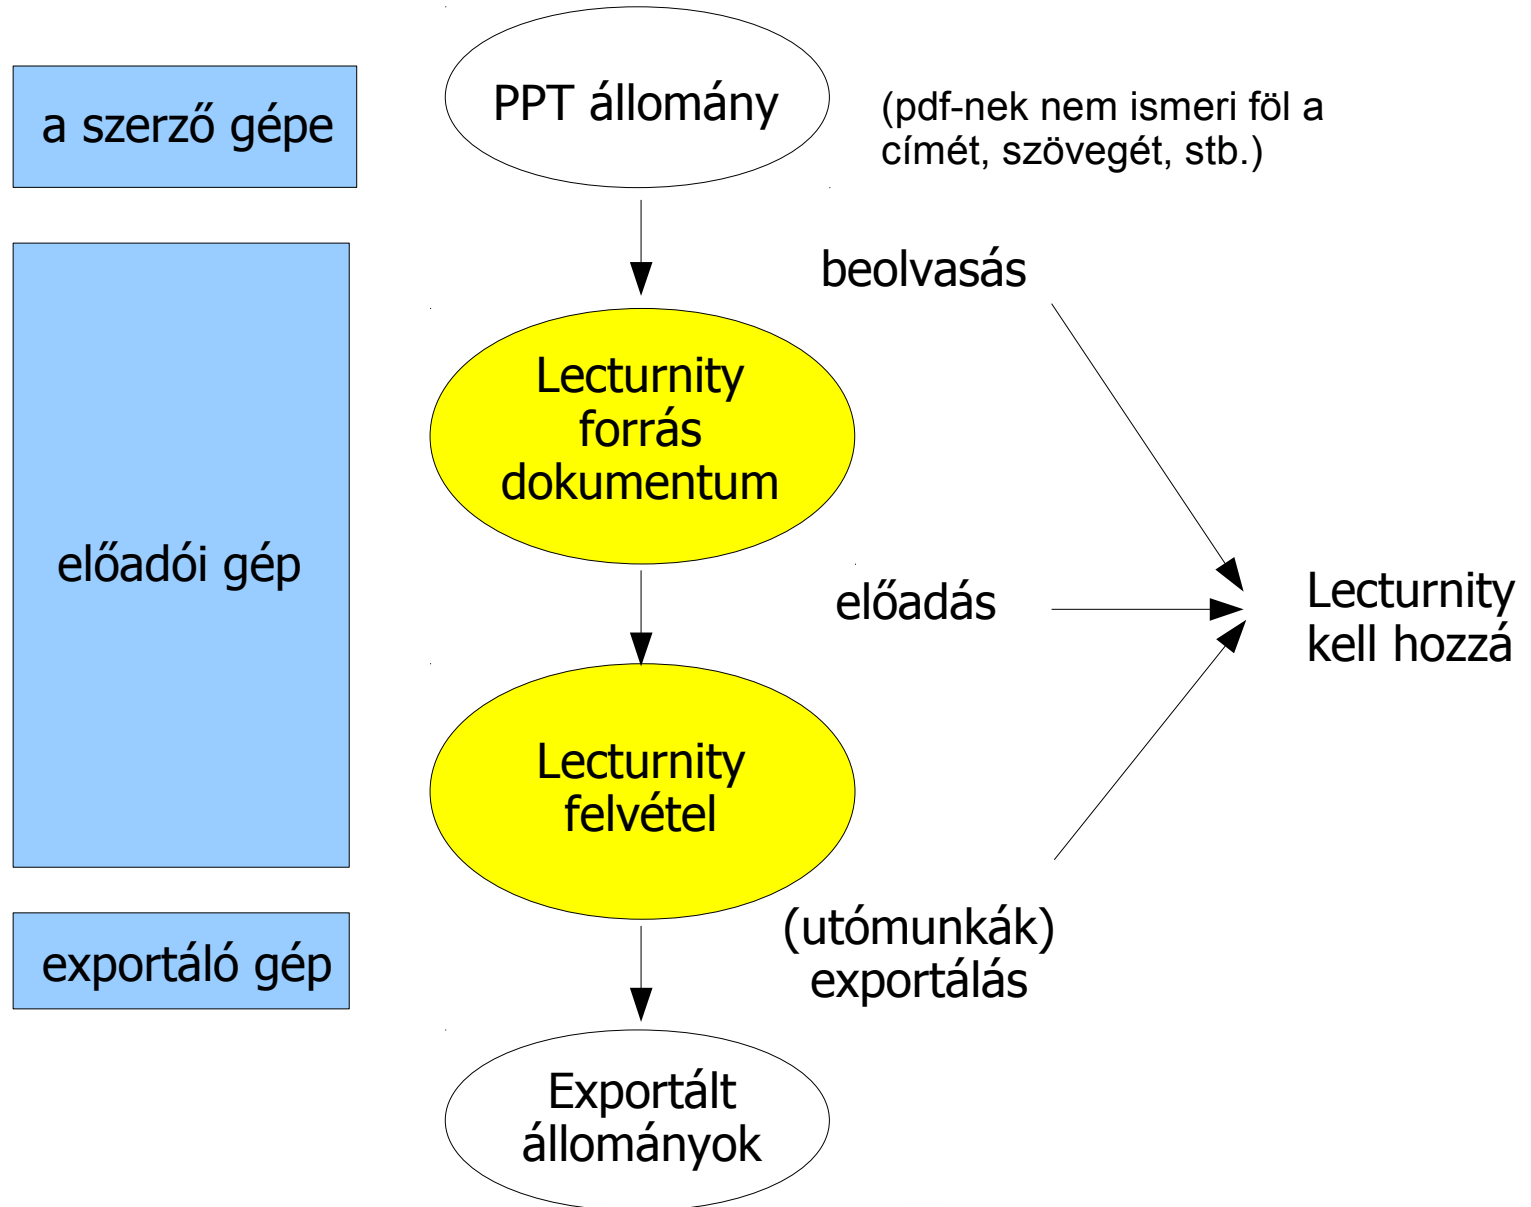 a szerző gépe
PPT állomány
(pdf-nek nem ismeri föl a
címét, szövegét, stb.)
beolvasás
Lecturnity
forrás
dokumentum
előadói gép
előadás
Lecturnity
kell hozzá
Lecturnity
felvétel
(utómunkák)
exportálás
exportáló gép
Exportált
állományok